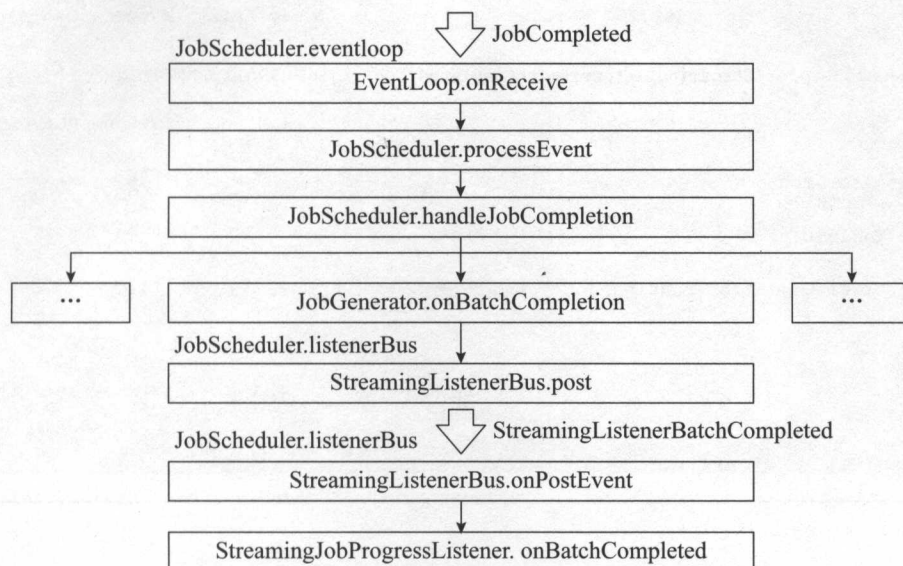 JobCompleted
JobScheduler.eventloop
EventLoop.onReceive
JobScheduler.processEvent
JobScheduler.handleJobCompletion
...
JobGenerator.onBatchCompletion
...
JobScheduler.listenerBus
StreamingListenerBus.post
StreamingListenerBatchCompleted
JobScheduler.listenerBus
StreamingListenerBus.onPostEvent
StreamingJobProgressListener. onBatchCompleted